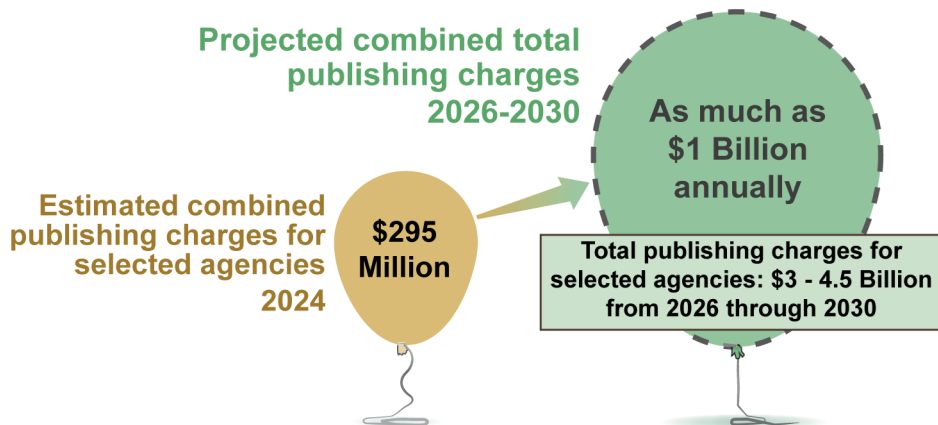 Projected combined total
publishing charges
2026-2030
As much as
$1 Billion
annually
Estimated combined
publishing charges for
selected agencies
2024
$295
Million
Total publishing charges for
selected agencies: $3 - 4.5 Billion
from 2026 through 2030